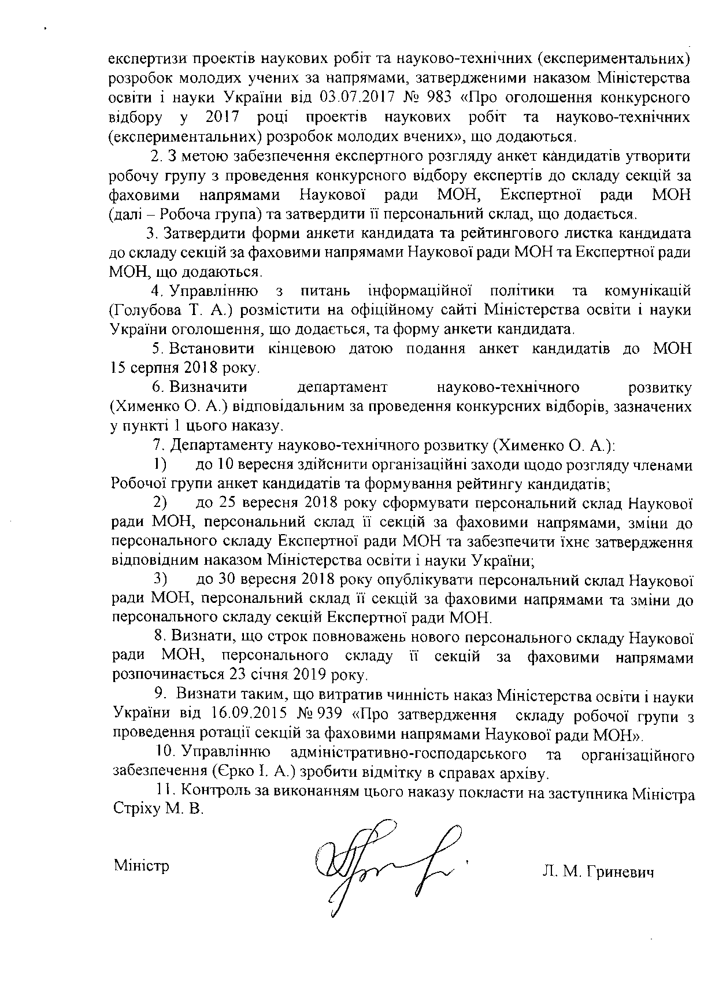 експертизи проектів наукових робіт та науково-технічних (експериментальних)
розробок молодих учених за напрямами, затвердженими наказом Міністерства
освіти і науки України від 03.07.2017 № 983 «Про оголошення конкурсного
відбору у 2017 році проектів наукових робіт та науково-технічних
(експериментальних) розробок молодих вчених», що додаються.
2. З метою забезпечення експертного розгляду анкет кандидатів утворити
робочу групу з проведення конкурсного відбору експертів до складу секцій за
фаховими напрямами Наукової ради МОН, Експертної ради МОН
(далі – Робоча група) та затвердити її персональний склад, що додається.
3. Затвердити форми анкети кандидата та рейтингового листка кандидата
до складу секцій за фаховими напрямами Наукової ради МОН та Експертної ради
МОН, що додаються.
4. Управлінню з питань інформаційної політики та комунікацій
(Голубова Т. А.) розмістити на офіційному сайті Міністерства освіти і науки
України оголошення, що додається, та форму анкети кандидата.
5. Встановити кінцевою датою подання анкет кандидатів до МОН
15 серпня 2018 року.
6. Визначити департамент науково-технічного розвитку
(Хименко О. А.) відповідальним за проведення конкурсних відборів, зазначених
у пункті 1 цього наказу.
7. Департаменту науково-технічного розвитку (Хименко О. А.):
1) до 10 вересня здійснити організаційні заходи щодо розгляду членами
Робочої групи анкет кандидатів та формування рейтингу кандидатів;
2) до 25 вересня 2018 року сформувати персональний склад Наукової
ради МОН, персональний склад її секцій за фаховими напрямами, зміни до
персонального складу Експертної ради МОН та забезпечити їхнє затвердження
відповідним наказом Міністерства освіти і науки України;
3) до 30 вересня 2018 року опублікувати персональний склад Наукової
ради МОН, персональний склад її секцій за фаховими напрямами та зміни до
персонального складу секцій Експертної ради МОН.
8. Визнати, що строк повноважень нового персонального складу Наукової
ради МОН, персонального складу її секцій за фаховими напрямами
розпочинається 23 січня 2019 року.
9. Визнати таким, що витратив чинність наказ Міністерства освіти і науки
України від 16.09.2015 № 939 «Про затвердження складу робочої групи з
проведення ротації секцій за фаховими напрямами Наукової ради МОН».
10. Управлінню адміністративно-господарського та організаційного
забезпечення (Єрко І. А.) зробити відмітку в справах архіву.
11. Контроль за виконанням цього наказу покласти на заступника Міністра
Стріху М. В.
Міністр Л. М. Гриневич